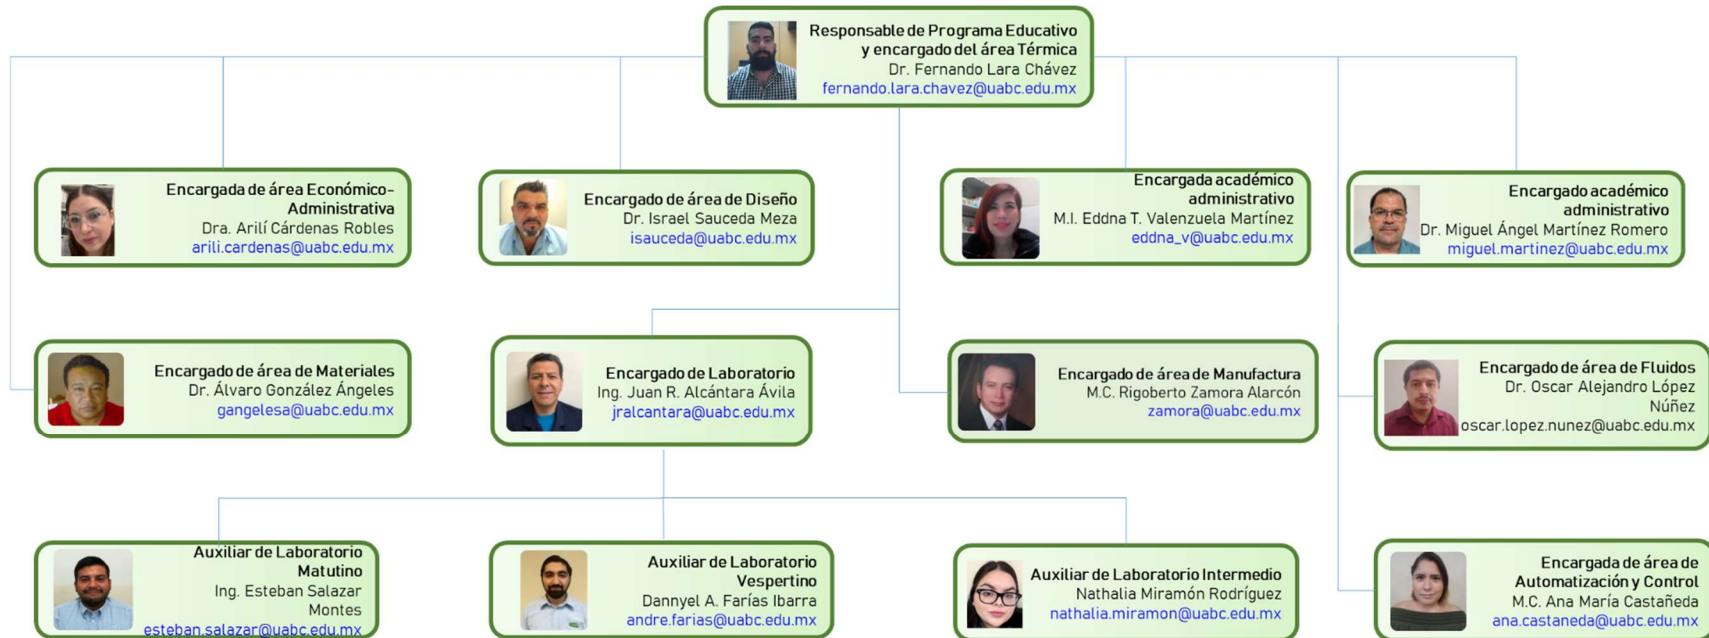 Responsable de Programa Educativo
y encargado del área Térmica
Dr. Fernando Lara Chávez
fernando.lara.chavez@uabc.edu.mx
Encargada de área Económico-
Administrativa
Dra. Arilí Cárdenas Robles
arili.cardenas@uabc.edu.mx
Encargado de área de Diseño
Dr. Israel Sauceda Meza
isauceda@uabc.edu.mx
Encargada académico
administrativo
M.I. Eddna T. Valenzuela Martínez
eddna_v@uabc.edu.mx
Encargado académico
administrativo
Dr. Miguel Ángel Martínez Romero
miguel.martinez@uabc.edu.mx
Encargado de área de Materiales
Dr. Álvaro González Ángeles
gangelesa@uabc.edu.mx
Encargado de Laboratorio
Ing. Juan R. Alcántara Ávila
jralcantara@uabc.edu.mx
Encargado de área de Manufactura
M.C. Rigoberto Zamora Alarcón
zamora@uabc.edu.mx
Encargado de área de Fluidos
Dr. Oscar Alejandro López
Núñez
oscar.lopez.nunez@uabc.edu.mx
Auxiliar de Laboratorio
Matutino
Ing. Esteban Salazar
Montes
esteban.salazar@uabc.edu.mx
Auxiliar de Laboratorio
Vespertino
Dannyel A. Farías Ibarra
andre.farias@uabc.edu.mx
Auxiliar de Laboratorio Intermedio
Nathalia Miramón Rodríguez
nathalia.miramon@uabc.edu.mx
Encargada de área de
Automatización y Control
M.C. Ana María Castañeda
ana.castaneda@uabc.edu.mx